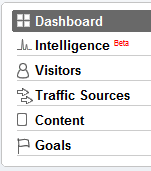 Dashboard
Intelligence Beta
Visitors
Traffic Sources
Content
Goals